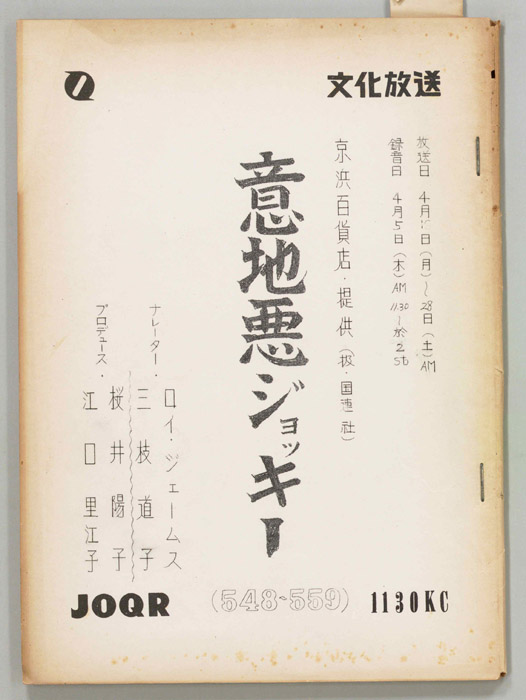 文化放送
放送日 4月 日(月)~28日(土)AM
録音日 4月5日(木)AM 11:30~於2st
京浜百貨店・提供(扱・国連社)
意地悪ジョッキー
ナレーター・ロイ・ジェームス
三枝道子
プロデュース・桜井陽子
江口里江子
JOQR
(548-559)
1130KC